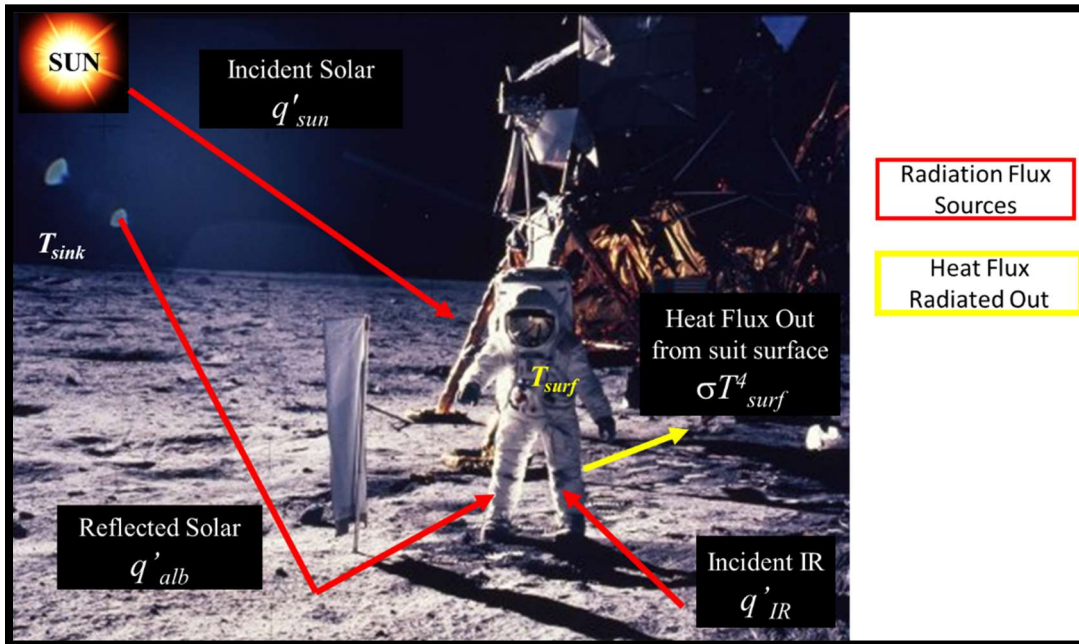 SUN
Incident Solar
q'sun
Tsink
Radiation Flux
Sources
Heat Flux
Radiated Out
Heat Flux Out
from suit surface
σT⁴surf
Tsurf
Reflected Solar
q’alb
Incident IR
q’IR